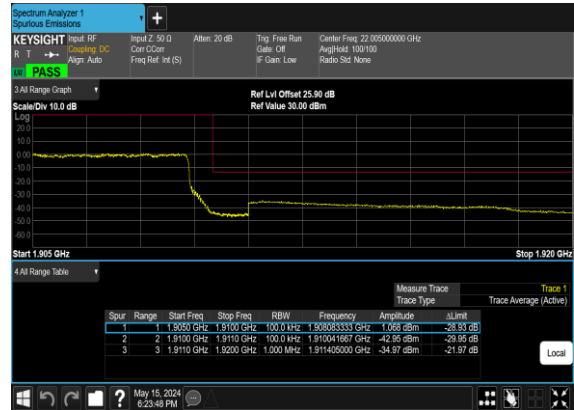 Spectrum Analyzer 1
Spurious Emissions
+
KEYSIGHT Input: RF Input Z: 50 Ω Atten: 20 dB Trig: Free Run Center Freq: 22.005000000 GHz
R T Coupling: DC Corr CCorr Gate: Off Avg|Hold: 100/100
Align: Auto Freq Ref: Int (S) IF Gain: Low Radio Std: None
PASS
3 All Range Graph
Ref Lvl Offset 25.90 dB
Scale/Div 10.0 dB Ref Value 30.00 dBm
Log
20.0
10.0
0.00
-10.0
-20.0
-30.0
-40.0
-50.0
-60.0
Start 1.905 GHz Stop 1.920 GHz
4 All Range Table
Measure Trace Trace 1
Trace Type Trace Average (Active)
Spur Range Start Freq Stop Freq RBW Frequency Amplitude ΔLimit
1 1 1.9050 GHz 1.9100 GHz 100.0 kHz 1.908083333 GHz 1.068 dBm -28.93 dB
2 2 1.9100 GHz 1.9110 GHz 100.0 kHz 1.910041667 GHz -42.95 dBm -29.95 dB
3 3 1.9110 GHz 1.9200 GHz 1.000 MHz 1.911405000 GHz -34.97 dBm -21.97 dB
Local
?
May 15, 2024
6:23:48 PM